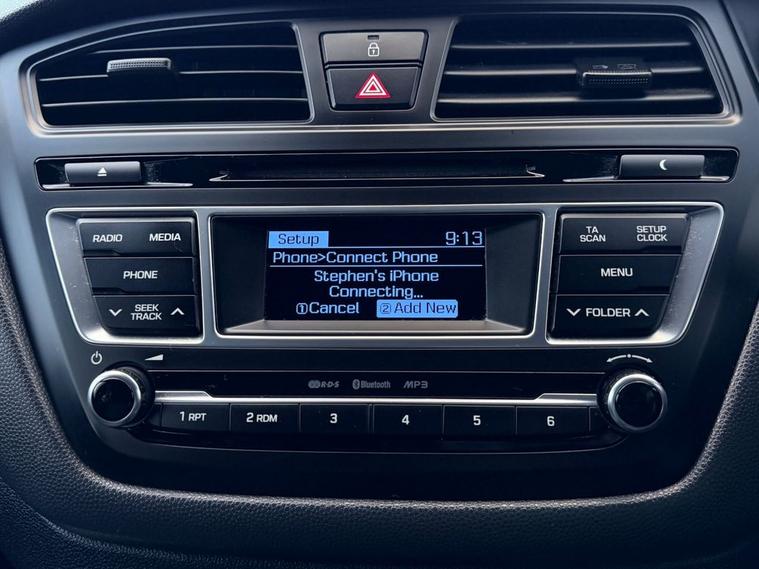 RADIO MEDIA
PHONE
SEEK
TRACK
Setup 9:13
Phone>Connect Phone
Stephen's iPhone
Connecting...
①Cancel ②Add New
TA
SCAN
SETUP
CLOCK
MENU
FOLDER
R·D·S Bluetooth MP3
1 RPT 2 RDM 3 4 5 6